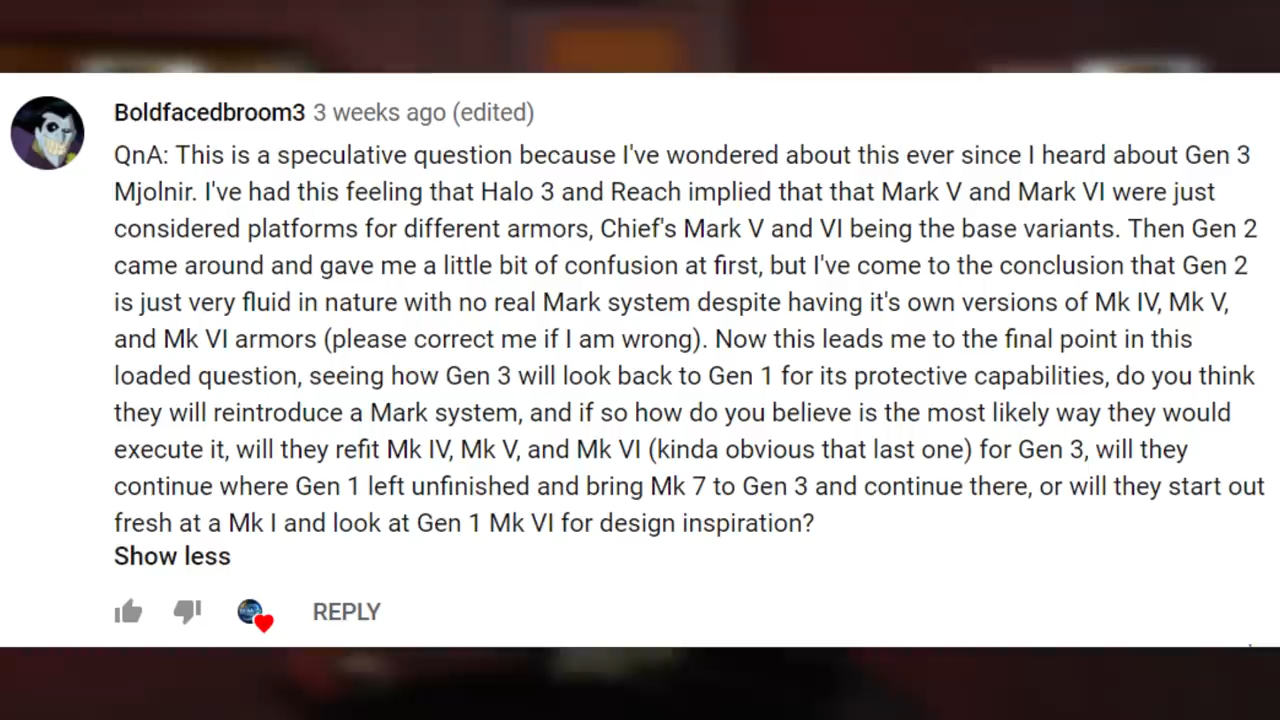 Boldfacedbroom3 3 weeks ago (edited)
QnA: This is a speculative question because I've wondered about this ever since I heard about Gen 3
Mjolnir. I've had this feeling that Halo 3 and Reach implied that that Mark V and Mark VI were just
considered platforms for different armors, Chief's Mark V and VI being the base variants. Then Gen 2
came around and gave me a little bit of confusion at first, but I've come to the conclusion that Gen 2
is just very fluid in nature with no real Mark system despite having it's own versions of Mk IV, Mk V,
and Mk VI armors (please correct me if I am wrong). Now this leads me to the final point in this
loaded question, seeing how Gen 3 will look back to Gen 1 for its protective capabilities, do you think
they will reintroduce a Mark system, and if so how do you believe is the most likely way they would
execute it, will they refit Mk IV, Mk V, and Mk VI (kinda obvious that last one) for Gen 3, will they
continue where Gen 1 left unfinished and bring Mk 7 to Gen 3 and continue there, or will they start out
fresh at a Mk I and look at Gen 1 Mk VI for design inspiration?
Show less
REPLY